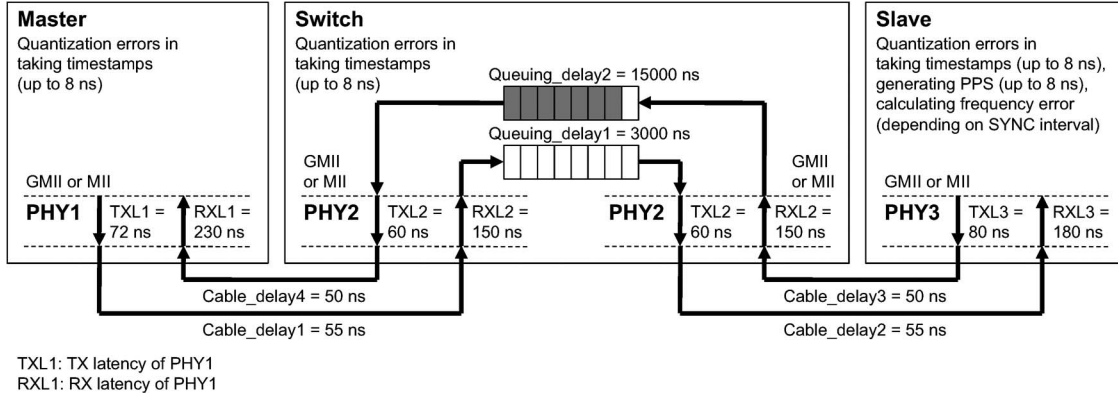 Master
Quantization errors in
taking timestamps
(up to 8 ns)
GMII or MII
PHY1
TXL1 =
72 ns
RXL1 =
230 ns
Switch
Quantization errors in
taking timestamps
(up to 8 ns)
Queuing_delay2 = 15000 ns
Queuing_delay1 = 3000 ns
GMII
or MII
PHY2
TXL2 =
60 ns
RXL2 =
150 ns
GMII
or MII
PHY2
TXL2 =
60 ns
RXL2 =
150 ns
Slave
Quantization errors in
taking timestamps (up to 8 ns),
generating PPS (up to 8 ns),
calculating frequency error
(depending on SYNC interval)
GMII or MII
PHY3
TXL3 =
80 ns
RXL3 =
180 ns
Cable_delay4 = 50 ns
Cable_delay1 = 55 ns
Cable_delay3 = 50 ns
Cable_delay2 = 55 ns
TXL1: TX latency of PHY1
RXL1: RX latency of PHY1